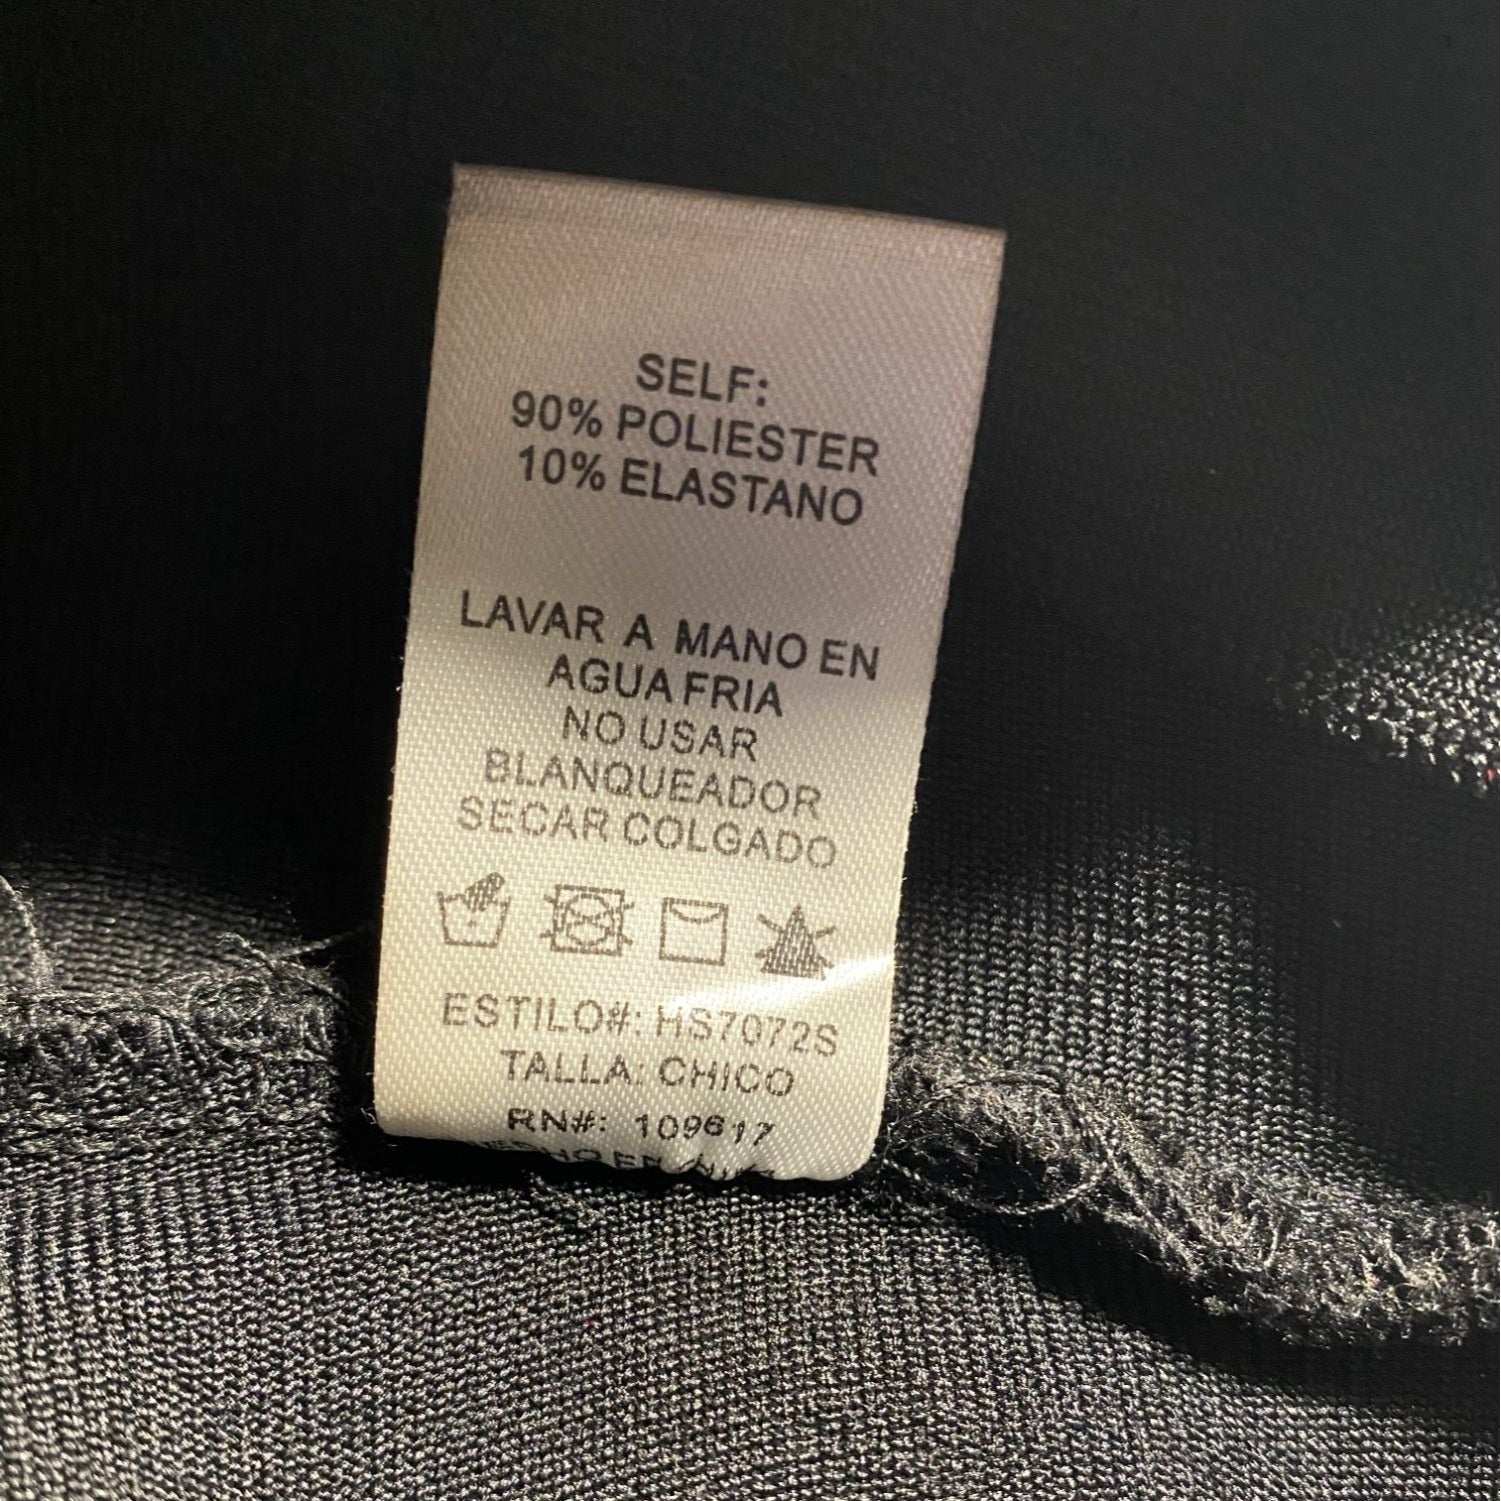 SELF:
90% POLIESTER
10% ELASTANO
LAVAR A MANO EN
AGUA FRIA
NO USAR
BLANQUEADOR
SECAR COLGADO
ESTILO#: HS7072S
TALLA: CHICO
RN#: 109617